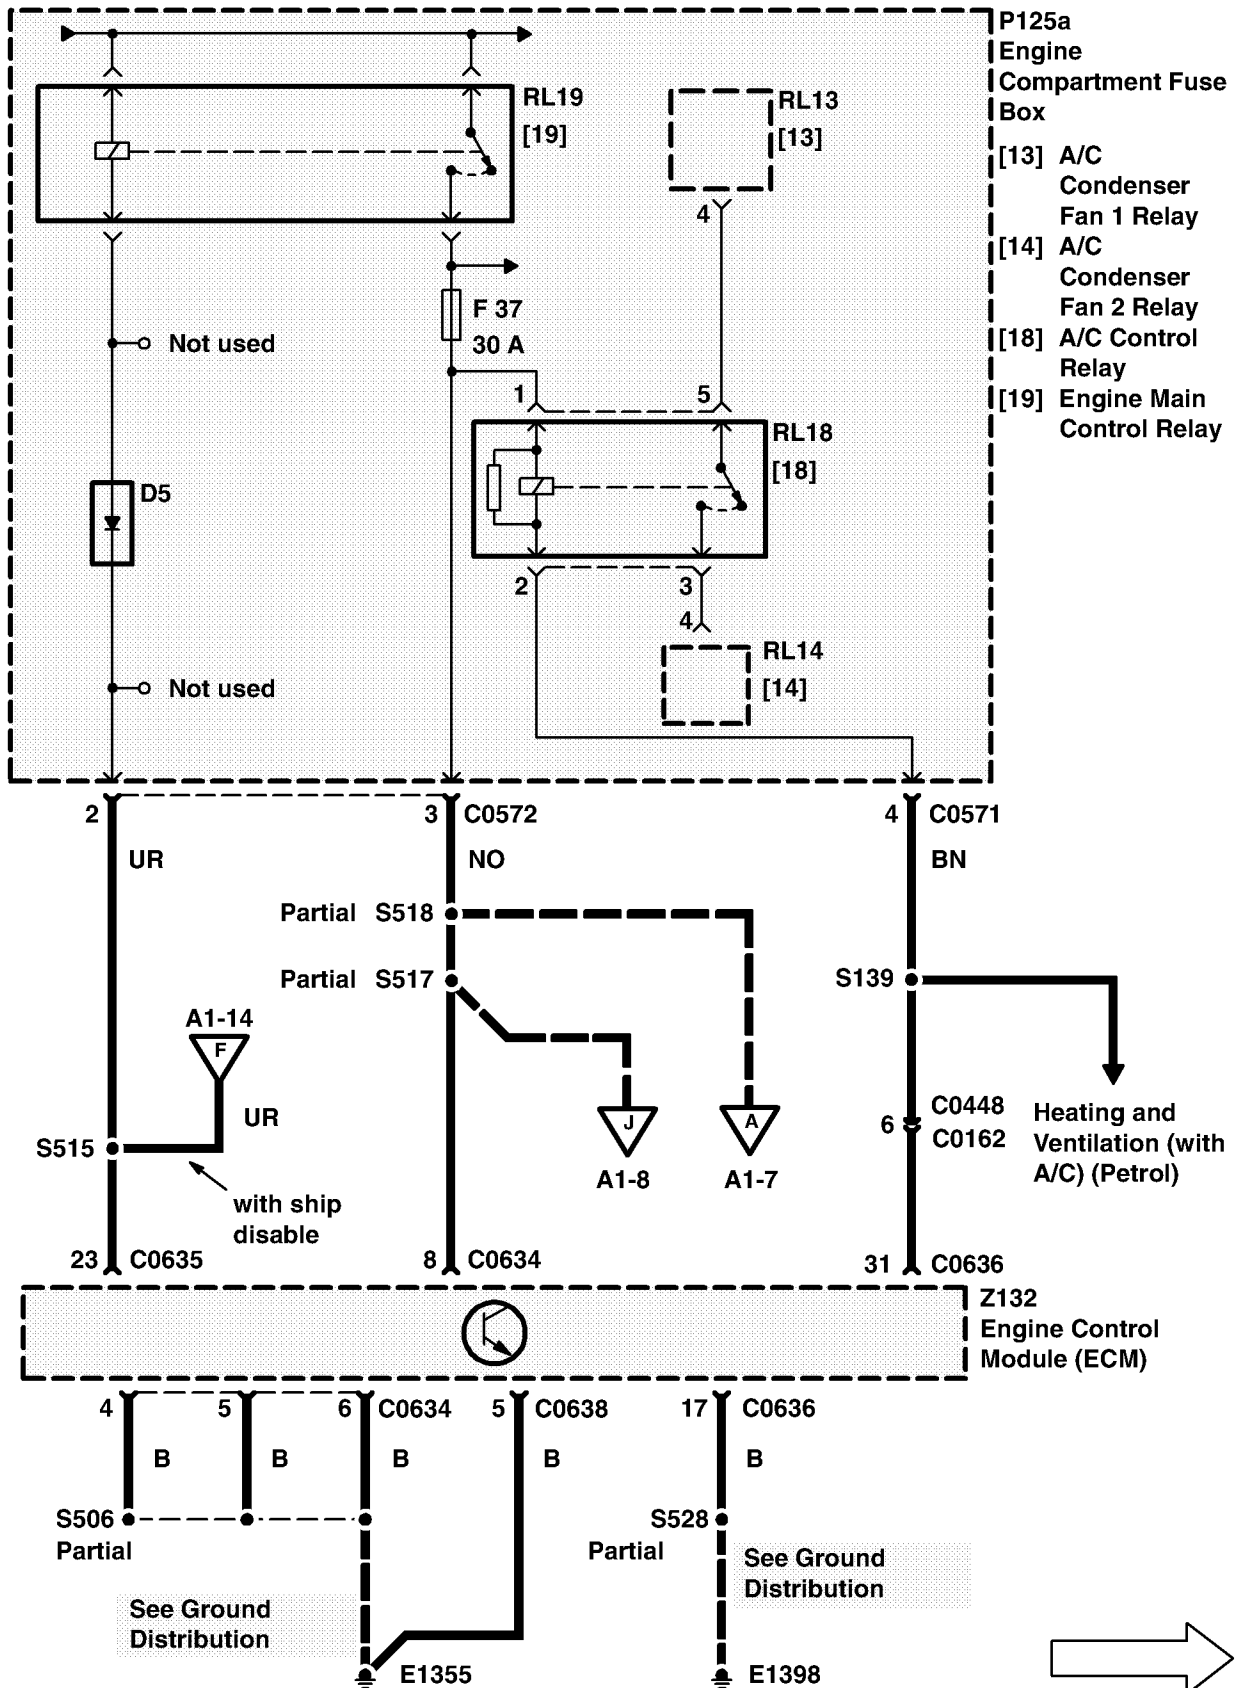 P125a
Engine
Compartment Fuse
Box
[13] A/C
Condenser
Fan 1 Relay
[14] A/C
Condenser
Fan 2 Relay
[18] A/C Control
Relay
[19] Engine Main
Control Relay
RL19
[19]
RL13
[13]
4
F 37
30 A
Not used
1
5
RL18
[18]
D5
2
3
4
RL14
[14]
Not used
2
3
C0572
4
C0571
UR
NO
BN
Partial S518
Partial S517
S139
A1-14
F
UR
S515
with ship
disable
J
A1-8
A
A1-7
6
C0448
C0162
Heating and
Ventilation (with
A/C) (Petrol)
23
C0635
8
C0634
31
C0636
Z132
Engine Control
Module (ECM)
4
5
6
C0634
5
C0638
17
C0636
B
B
B
B
B
S506
Partial
S528
Partial
See Ground
Distribution
See Ground
Distribution
E1355
E1398